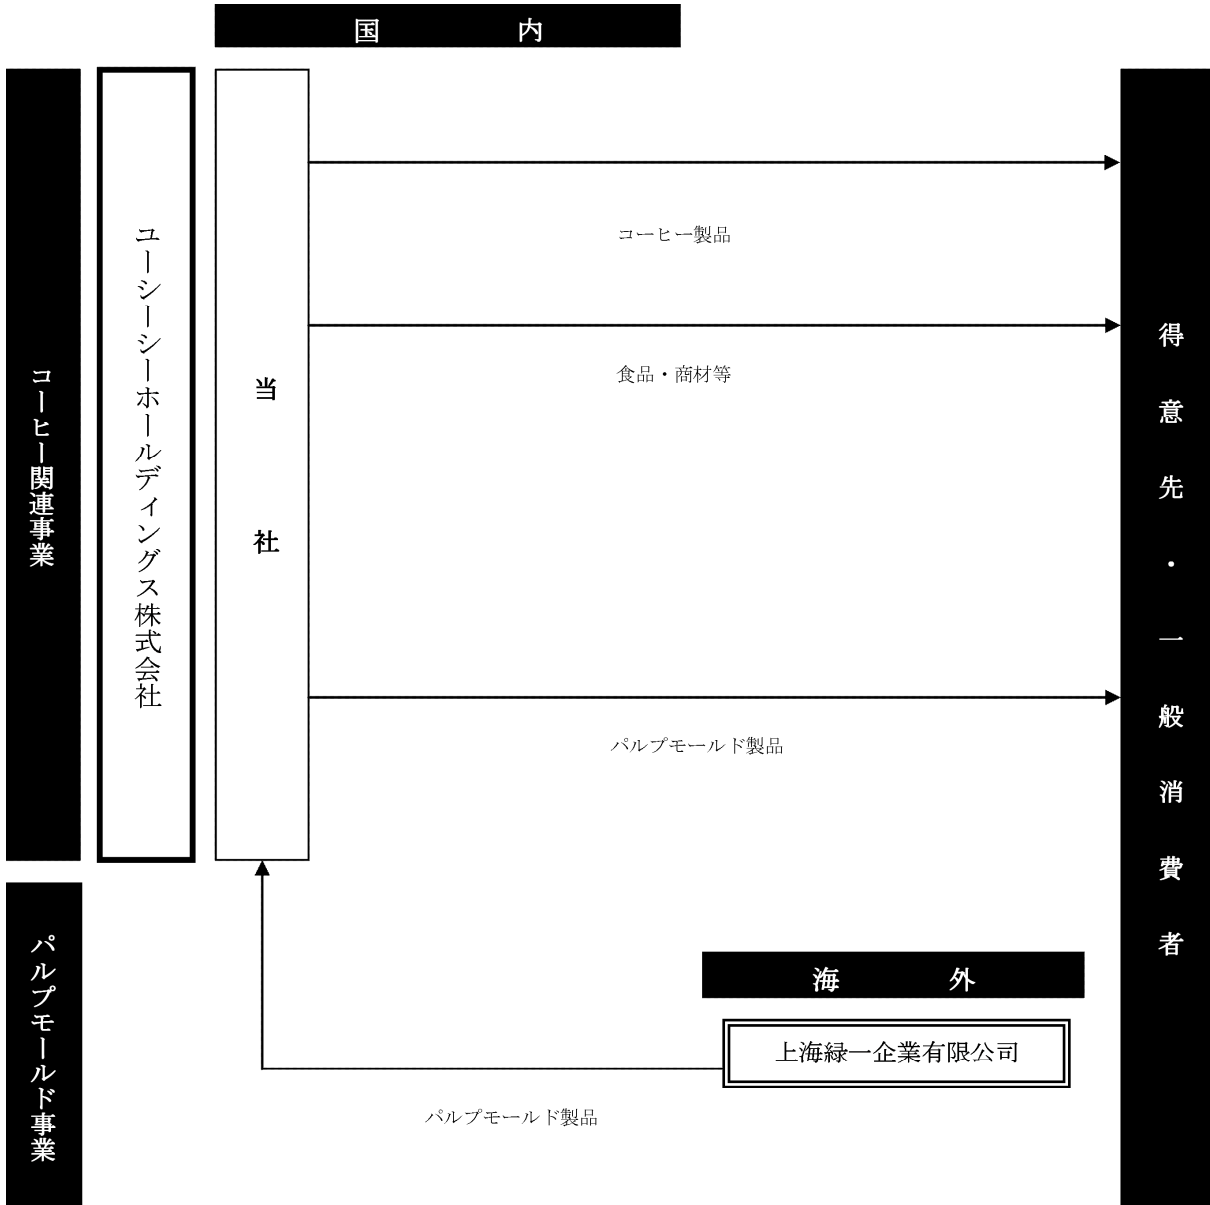 国内
コーヒー関連事業
ユーシーシーホールディングス株式会社
当社
コーヒー製品
食品・商材等
パルプモールド製品
得意先・一般消費者
パルプモールド事業
海外
上海緑一企業有限公司
パルプモールド製品